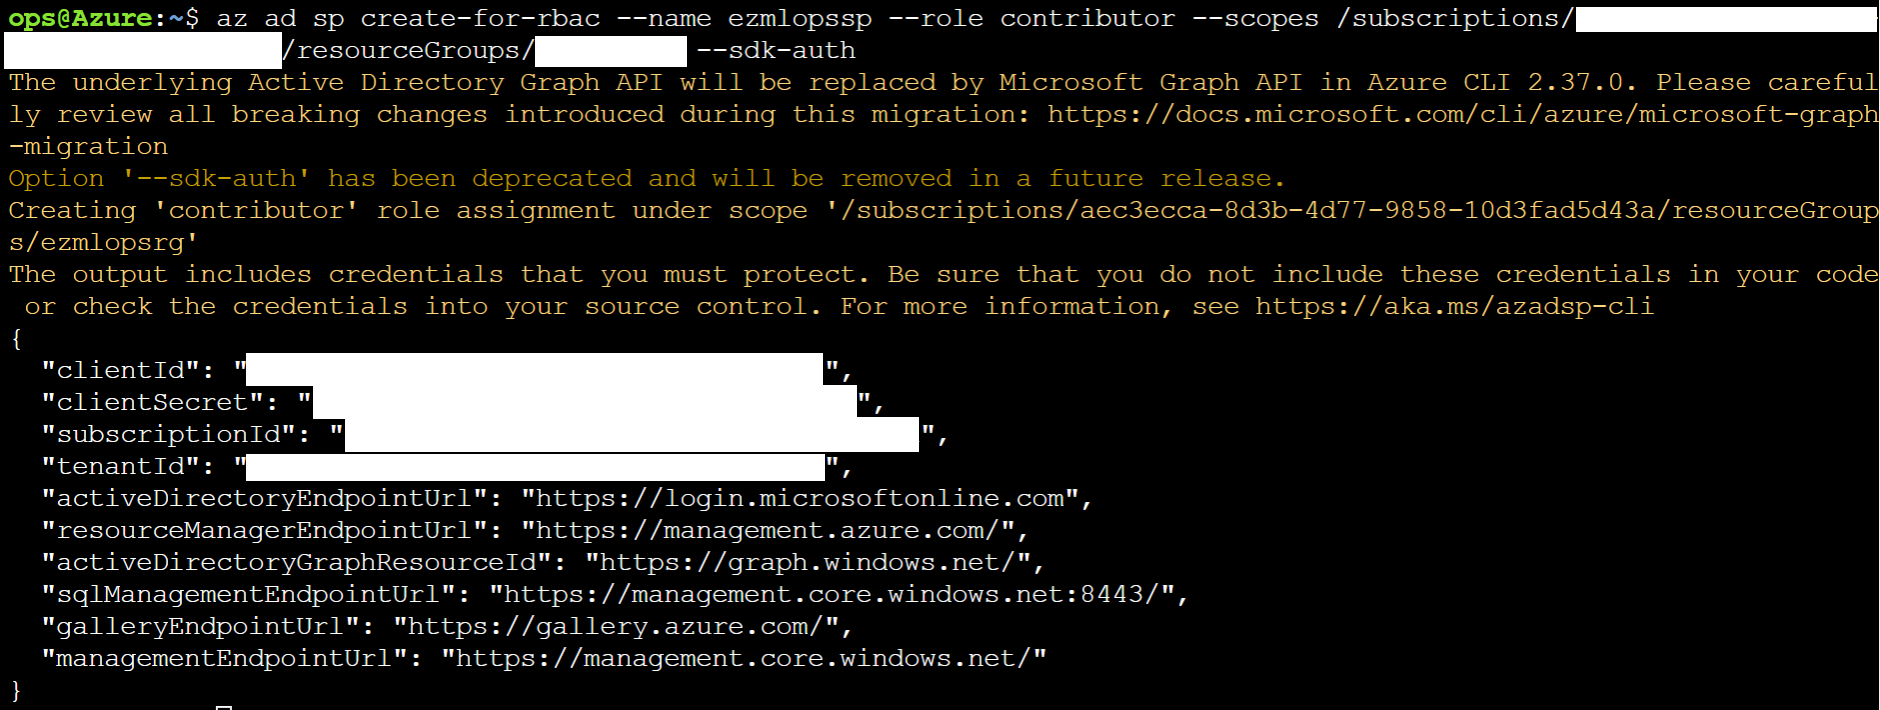 ops@Azure:~$ az ad sp create-for-rbac --name ezmlopssp --role contributor --scopes /subscriptions/
/resourceGroups/ --sdk-auth
The underlying Active Directory Graph API will be replaced by Microsoft Graph API in Azure CLI 2.37.0. Please careful
ly review all breaking changes introduced during this migration: https://docs.microsoft.com/cli/azure/microsoft-graph
-migration
Option '--sdk-auth' has been deprecated and will be removed in a future release.
Creating 'contributor' role assignment under scope '/subscriptions/aec3ecca-8d3b-4d77-9858-10d3fad5d43a/resourceGroup
s/ezmlopsrg'
The output includes credentials that you must protect. Be sure that you do not include these credentials in your code
 or check the credentials into your source control. For more information, see https://aka.ms/azadsp-cli
{
  "clientId": "",
  "clientSecret": "",
  "subscriptionId": "",
  "tenantId": "",
  "activeDirectoryEndpointUrl": "https://login.microsoftonline.com",
  "resourceManagerEndpointUrl": "https://management.azure.com/",
  "activeDirectoryGraphResourceId": "https://graph.windows.net/",
  "sqlManagementEndpointUrl": "https://management.core.windows.net:8443/",
  "galleryEndpointUrl": "https://gallery.azure.com/",
  "managementEndpointUrl": "https://management.core.windows.net/"
}